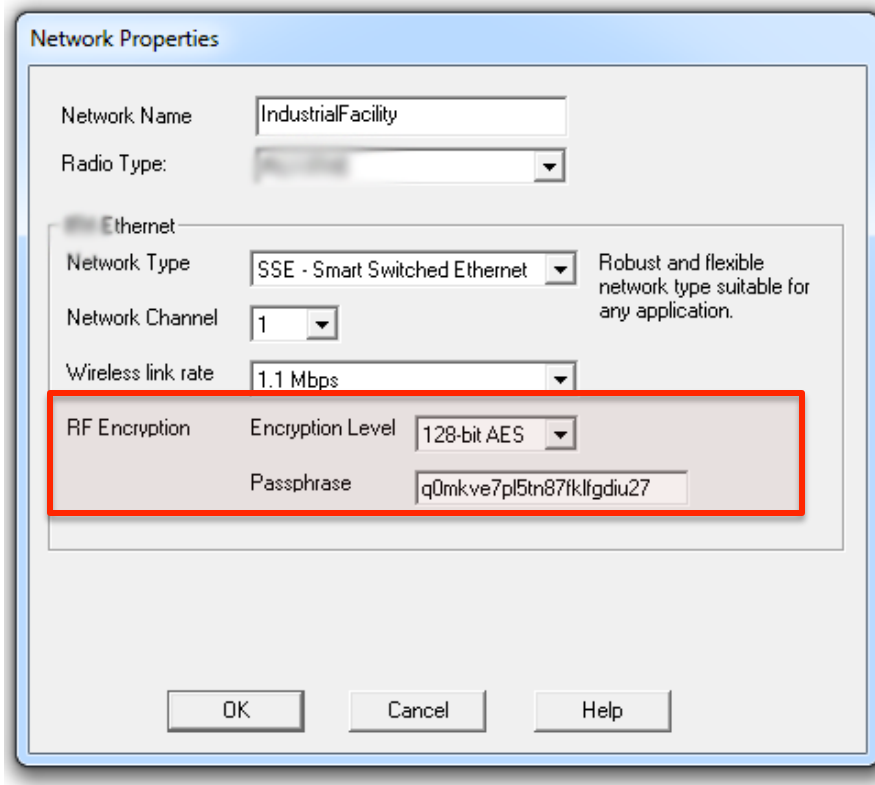 Network Properties
Network Name IndustrialFacility
Radio Type:
Ethernet
Network Type SSE - Smart Switched Ethernet Robust and flexible
network type suitable for
any application.
Network Channel 1
Wireless link rate 1.1 Mbps
RF Encryption Encryption Level 128-bit AES
Passphrase q0mkve7pl5tn87fklfgdiu27
OK Cancel Help